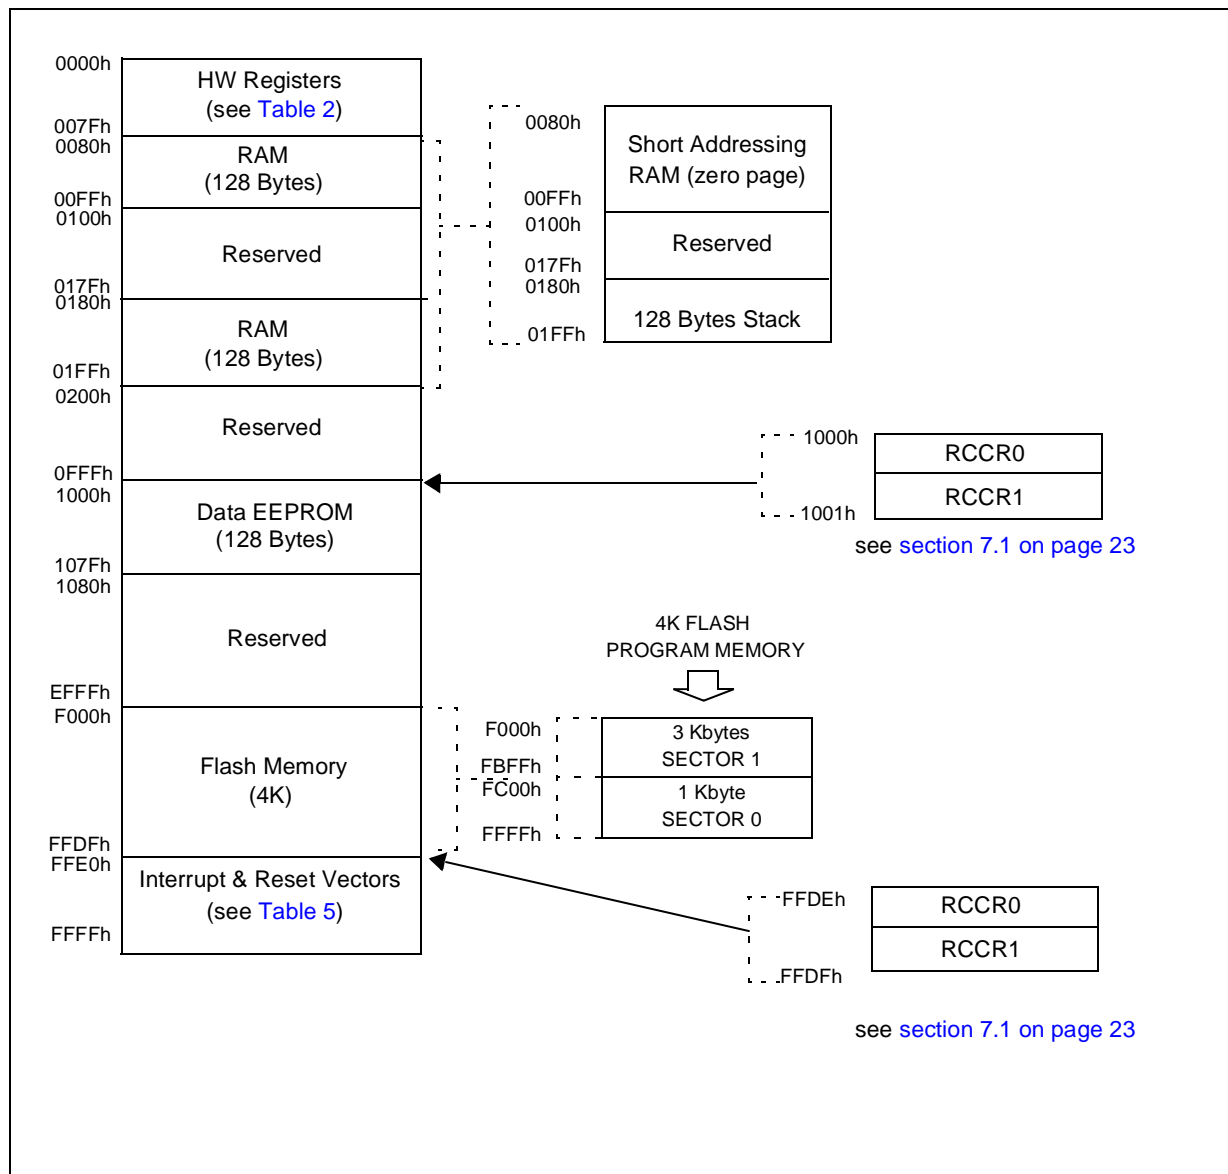 0000h
HW Registers
(see Table 2)
007Fh
0080h
RAM
(128 Bytes)
00FFh
0100h
Reserved
017Fh
0180h
RAM
(128 Bytes)
01FFh
0200h
Reserved
0FFFh
1000h
Data EEPROM
(128 Bytes)
107Fh
1080h
Reserved
EFFFh
F000h
Flash Memory
(4K)
FFDFh
FFE0h
Interrupt & Reset Vectors
(see Table 5)
FFFFh
0080h
Short Addressing
RAM (zero page)
00FFh
0100h
Reserved
017Fh
0180h
128 Bytes Stack
01FFh
1000h
RCCR0
RCCR1
1001h
see section 7.1 on page 23
4K FLASH
PROGRAM MEMORY
F000h
3 Kbytes
SECTOR 1
FBFFh
FC00h
1 Kbyte
SECTOR 0
FFFFh
FFDEh
RCCR0
RCCR1
FFDFh
see section 7.1 on page 23